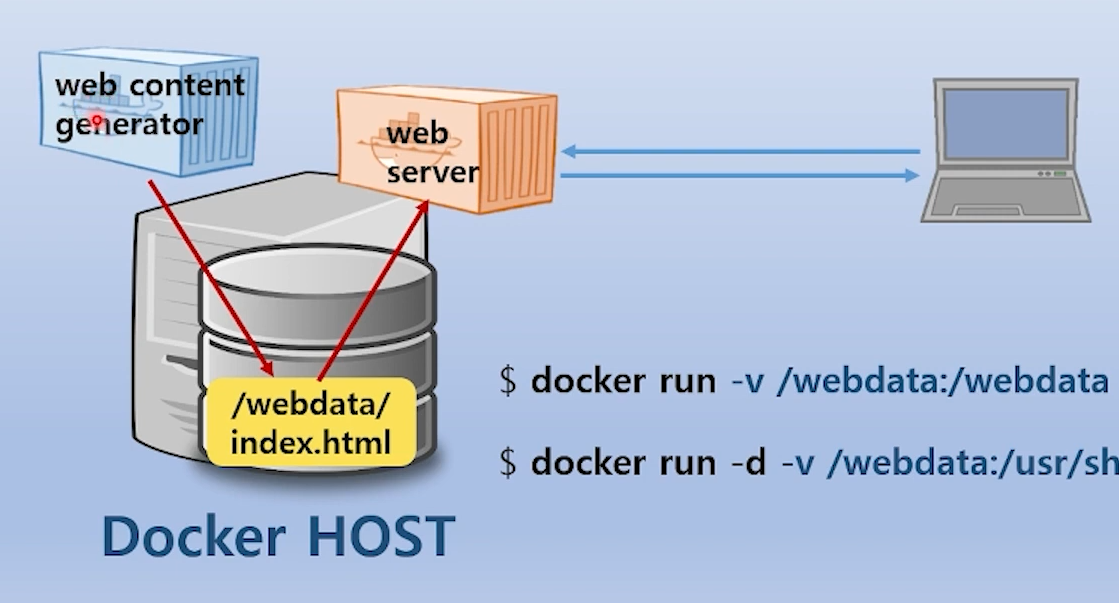 web content
generator
web
server
/webdata/
index.html
$ docker run -v /webdata:/webdata
$ docker run -d -v /webdata:/usr/sh
Docker HOST